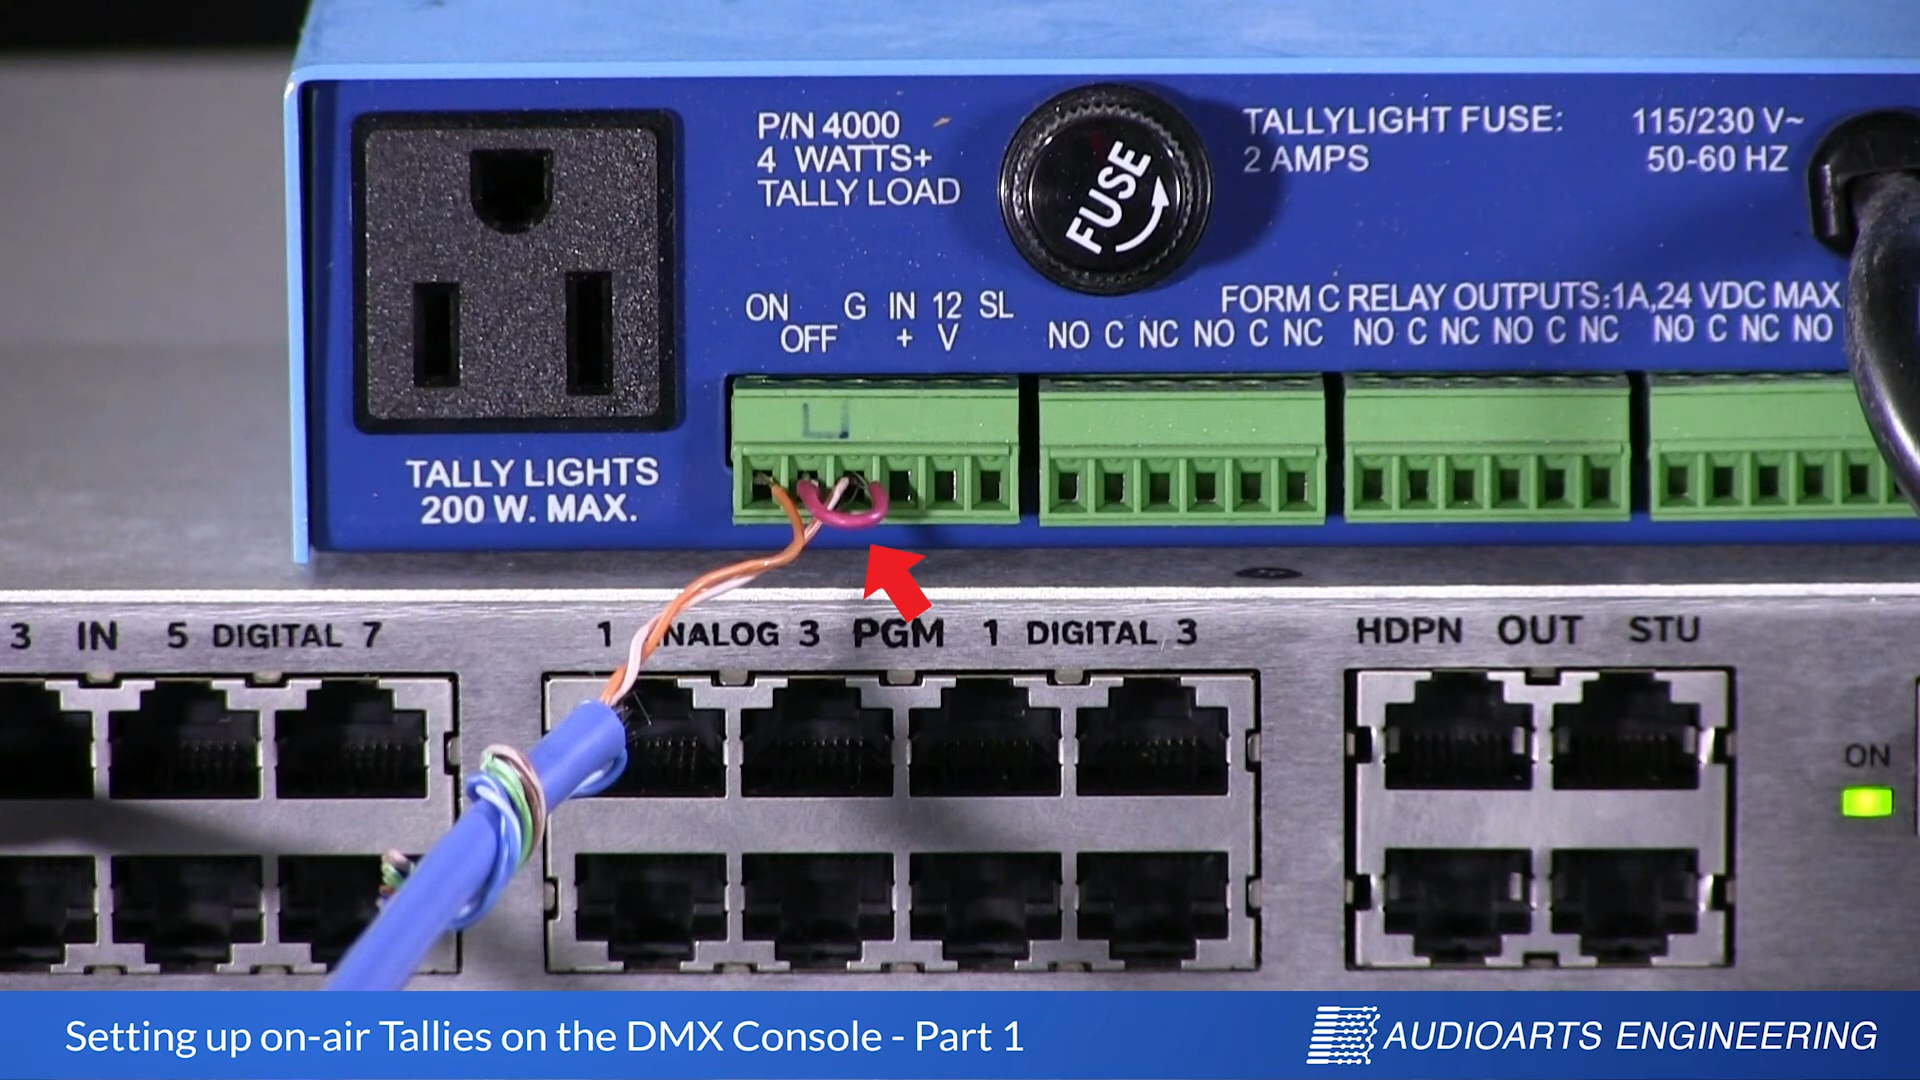 P/N 4000
4 WATTS+
TALLY LOAD
FUSE
TALLYLIGHT FUSE:
2 AMPS
115/230 V~
50-60 HZ
ON G IN 12 SL
OFF + V
FORM C RELAY OUTPUTS:1A,24 VDC MAX
NO C NC NO C NC NO C NC NO C NC NO C NC NO
TALLY LIGHTS
200 W. MAX.
3 IN 5 DIGITAL 7
1 NALOG 3 PGM 1 DIGITAL 3
HDPN OUT STU
ON
Setting up on-air Tallies on the DMX Console - Part 1
AUDIOARTS ENGINEERING